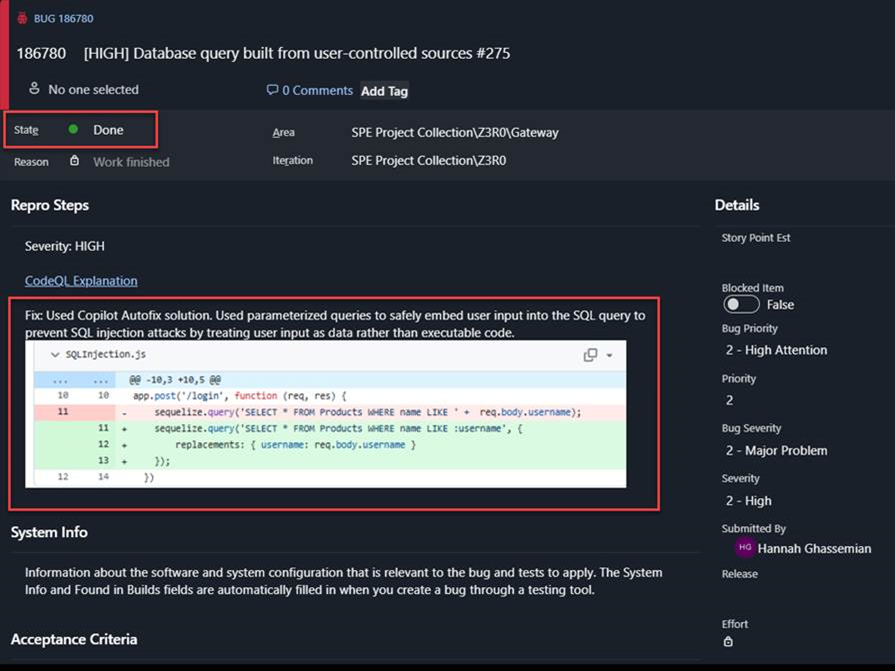 BUG 186780
186780 [HIGH] Database query built from user-controlled sources #275
No one selected
0 Comments Add Tag
State Done
Area SPE Project Collection\Z3R0\Gateway
Reason Work finished
Iteration SPE Project Collection\Z3R0
Repro Steps
Severity: HIGH
CodeQL Explanation
Fix: Used Copilot Autofix solution. Used parameterized queries to safely embed user input into the SQL query to
prevent SQL injection attacks by treating user input as data rather than executable code.
SQLInjection.js
... ... @@ -10,3 +10,5 @@
10 10 app.post('/login', function (req, res) {
11 - sequelize.query('SELECT * FROM Products WHERE name LIKE ' + req.body.username);
11 + sequelize.query('SELECT * FROM Products WHERE name LIKE :username', {
12 + replacements: { username: req.body.username }
13 + });
12 14 })
System Info
Information about the software and system configuration that is relevant to the bug and tests to apply. The System
Info and Found in Builds fields are automatically filled in when you create a bug through a testing tool.
Acceptance Criteria
Details
Story Point Est
Blocked Item
False
Bug Priority
2 - High Attention
Priority
2
Bug Severity
2 - Major Problem
Severity
2 - High
Submitted By
HG Hannah Ghassemian
Release
Effort